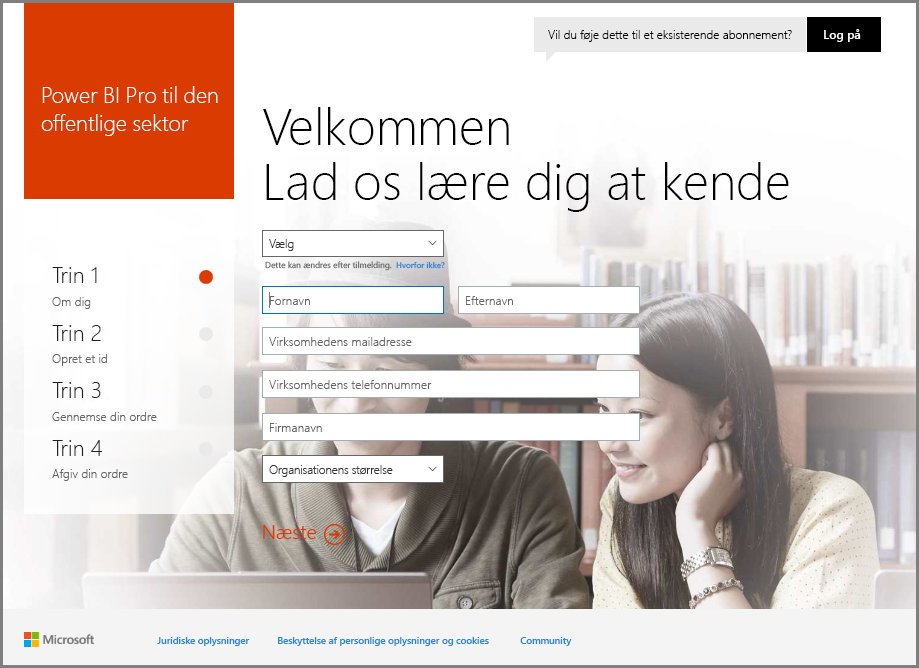 Power BI Pro til den
offentlige sektor
Vil du føje dette til et eksisterende abonnement?
Log på
Velkommen
Lad os lære dig at kende
Trin 1
Om dig
Trin 2
Opret et id
Trin 3
Gennemse din ordre
Trin 4
Afgiv din ordre
Vælg
Dette kan ændres efter tilmelding. Hvorfor ikke?
Fornavn
Efternavn
Virksomhedens mailadresse
Virksomhedens telefonnummer
Firmanavn
Organisationens størrelse
Næste
Microsoft
Juridiske oplysninger
Beskyttelse af personlige oplysninger og cookies
Community